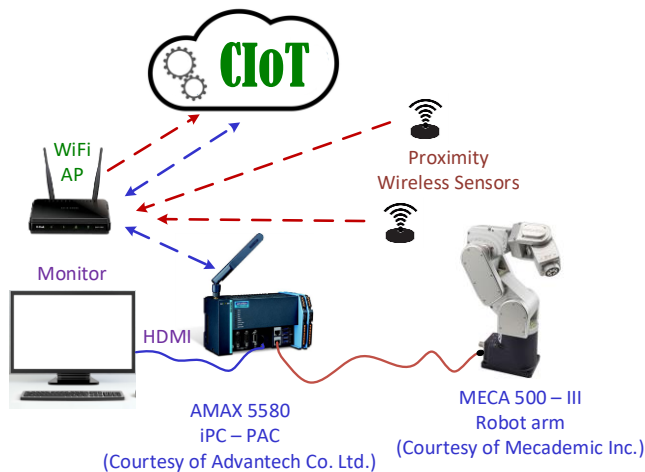 CIoT
WiFi
AP
Proximity
Wireless Sensors
Monitor
HDMI
AMAX 5580
iPC – PAC
(Courtesy of Advantech Co. Ltd.)
MECA 500 – III
Robot arm
(Courtesy of Mecademic Inc.)